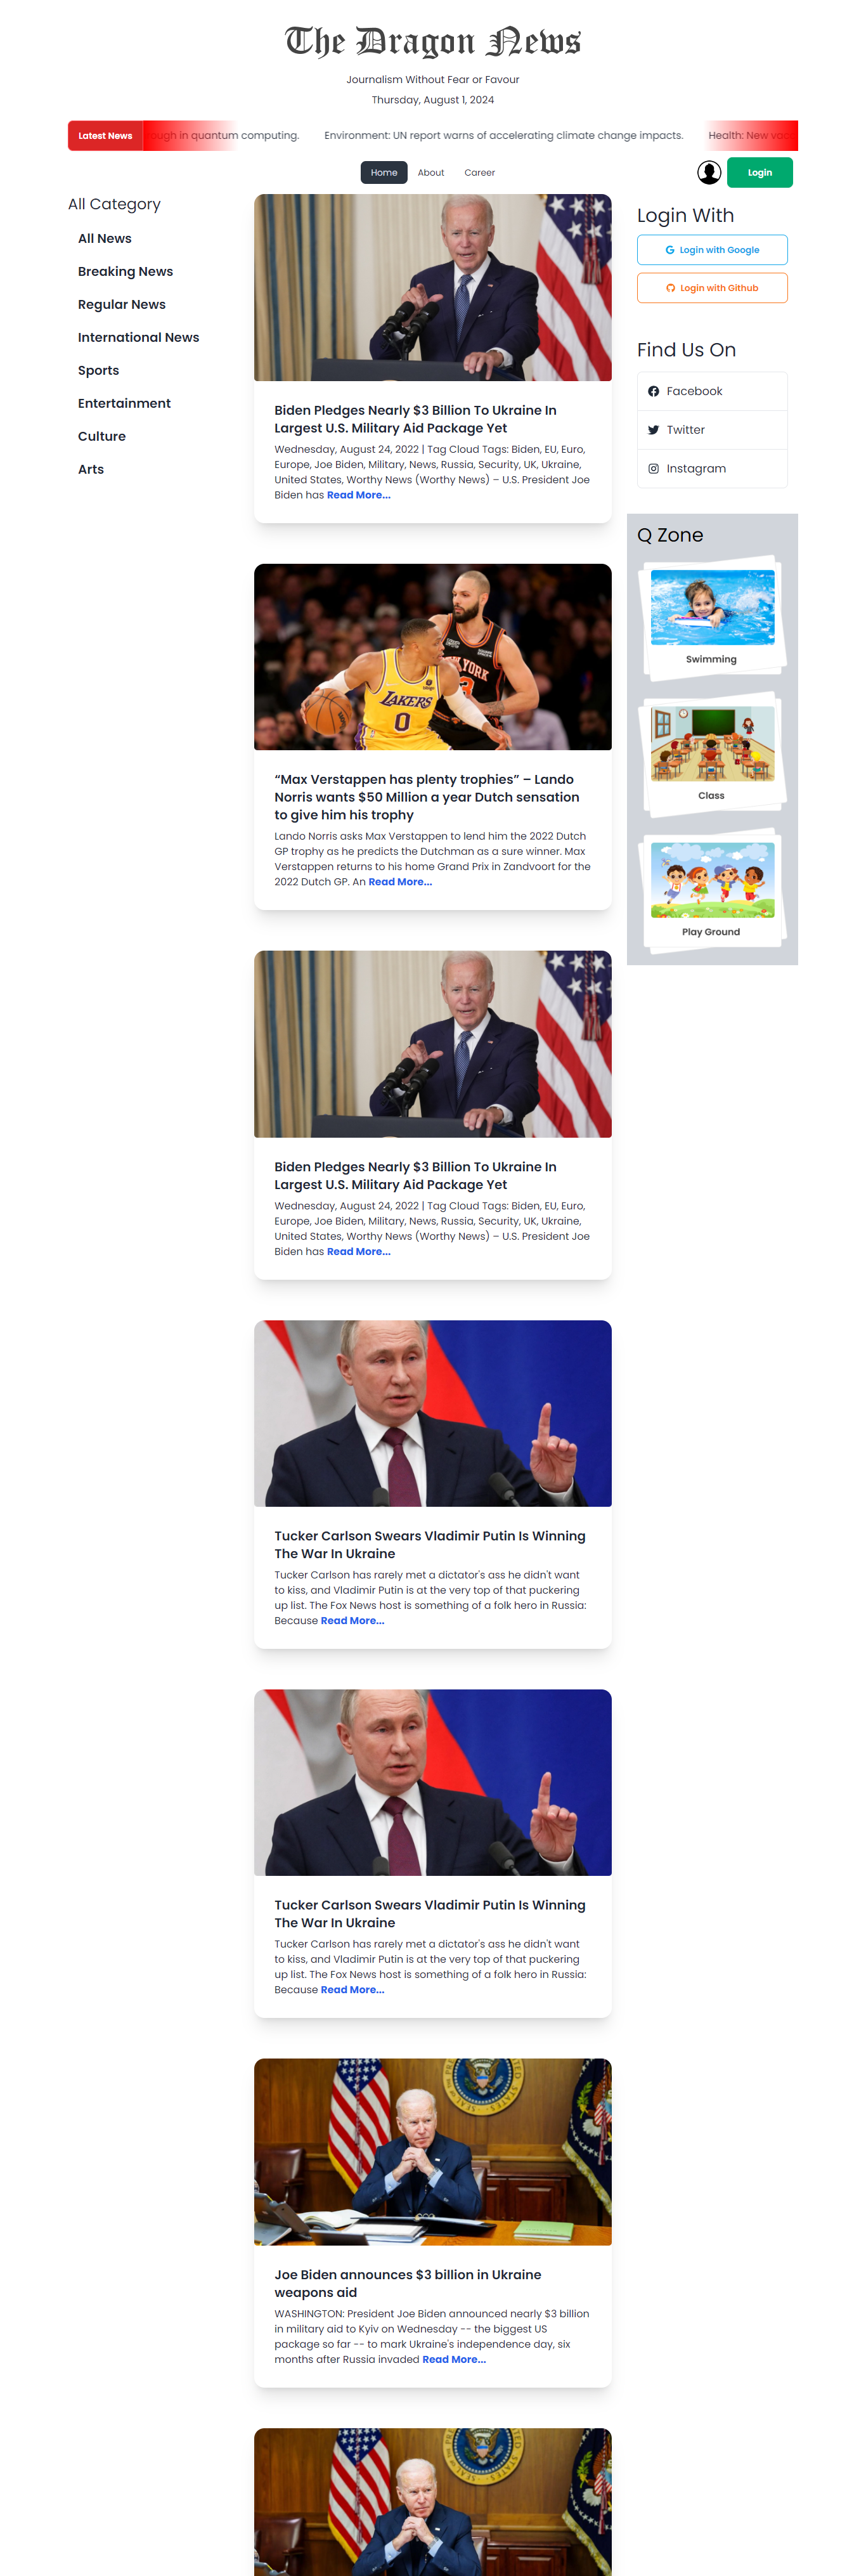 The Dragon News
Journalism Without Fear or Favour
Thursday, August 1, 2024
Latest News
in quantum computing.
Environment: UN report warns of accelerating climate change impacts.
Health: New
Home
About
Career
Login
All Category
All News
Breaking News
Regular News
International News
Sports
Entertainment
Culture
Arts
Biden Pledges Nearly $3 Billion To Ukraine In
Largest U.S. Military Aid Package Yet
Wednesday, August 24, 2022 | Tag Cloud Tags: Biden, EU, Euro,
Europe, Joe Biden, Military, News, Russia, Security, UK, Ukraine,
United States, Worthy News (Worthy News) – U.S. President Joe
Biden has Read More...
LAKERS
0
“Max Verstappen has plenty trophies” – Lando
Norris wants $50 Million a year Dutch sensation
to give him his trophy
Lando Norris asks Max Verstappen to lend him the 2022 Dutch
GP trophy as he predicts the Dutchman as a sure winner. Max
Verstappen returns to his home Grand Prix in Zandvoort for the
2022 Dutch GP. An Read More...
Biden Pledges Nearly $3 Billion To Ukraine In
Largest U.S. Military Aid Package Yet
Wednesday, August 24, 2022 | Tag Cloud Tags: Biden, EU, Euro,
Europe, Joe Biden, Military, News, Russia, Security, UK, Ukraine,
United States, Worthy News (Worthy News) – U.S. President Joe
Biden has Read More...
Tucker Carlson Swears Vladimir Putin Is Winning
The War In Ukraine
Tucker Carlson has rarely met a dictator's ass he didn't want
to kiss, and Vladimir Putin is at the very top of that puckering
up list. The Fox News host is something of a folk hero in Russia:
Because Read More...
Tucker Carlson Swears Vladimir Putin Is Winning
The War In Ukraine
Tucker Carlson has rarely met a dictator's ass he didn't want
to kiss, and Vladimir Putin is at the very top of that puckering
up list. The Fox News host is something of a folk hero in Russia:
Because Read More...
Joe Biden announces $3 billion in Ukraine
weapons aid
WASHINGTON: President Joe Biden announced nearly $3 billion
in military aid to Kyiv on Wednesday -- the biggest US
package so far -- to mark Ukraine's independence day, six
months after Russia invaded Read More...
Login With
Login with Google
Login with Github
Find Us On
Facebook
Twitter
Instagram
Q Zone
Swimming
Class
Play Ground